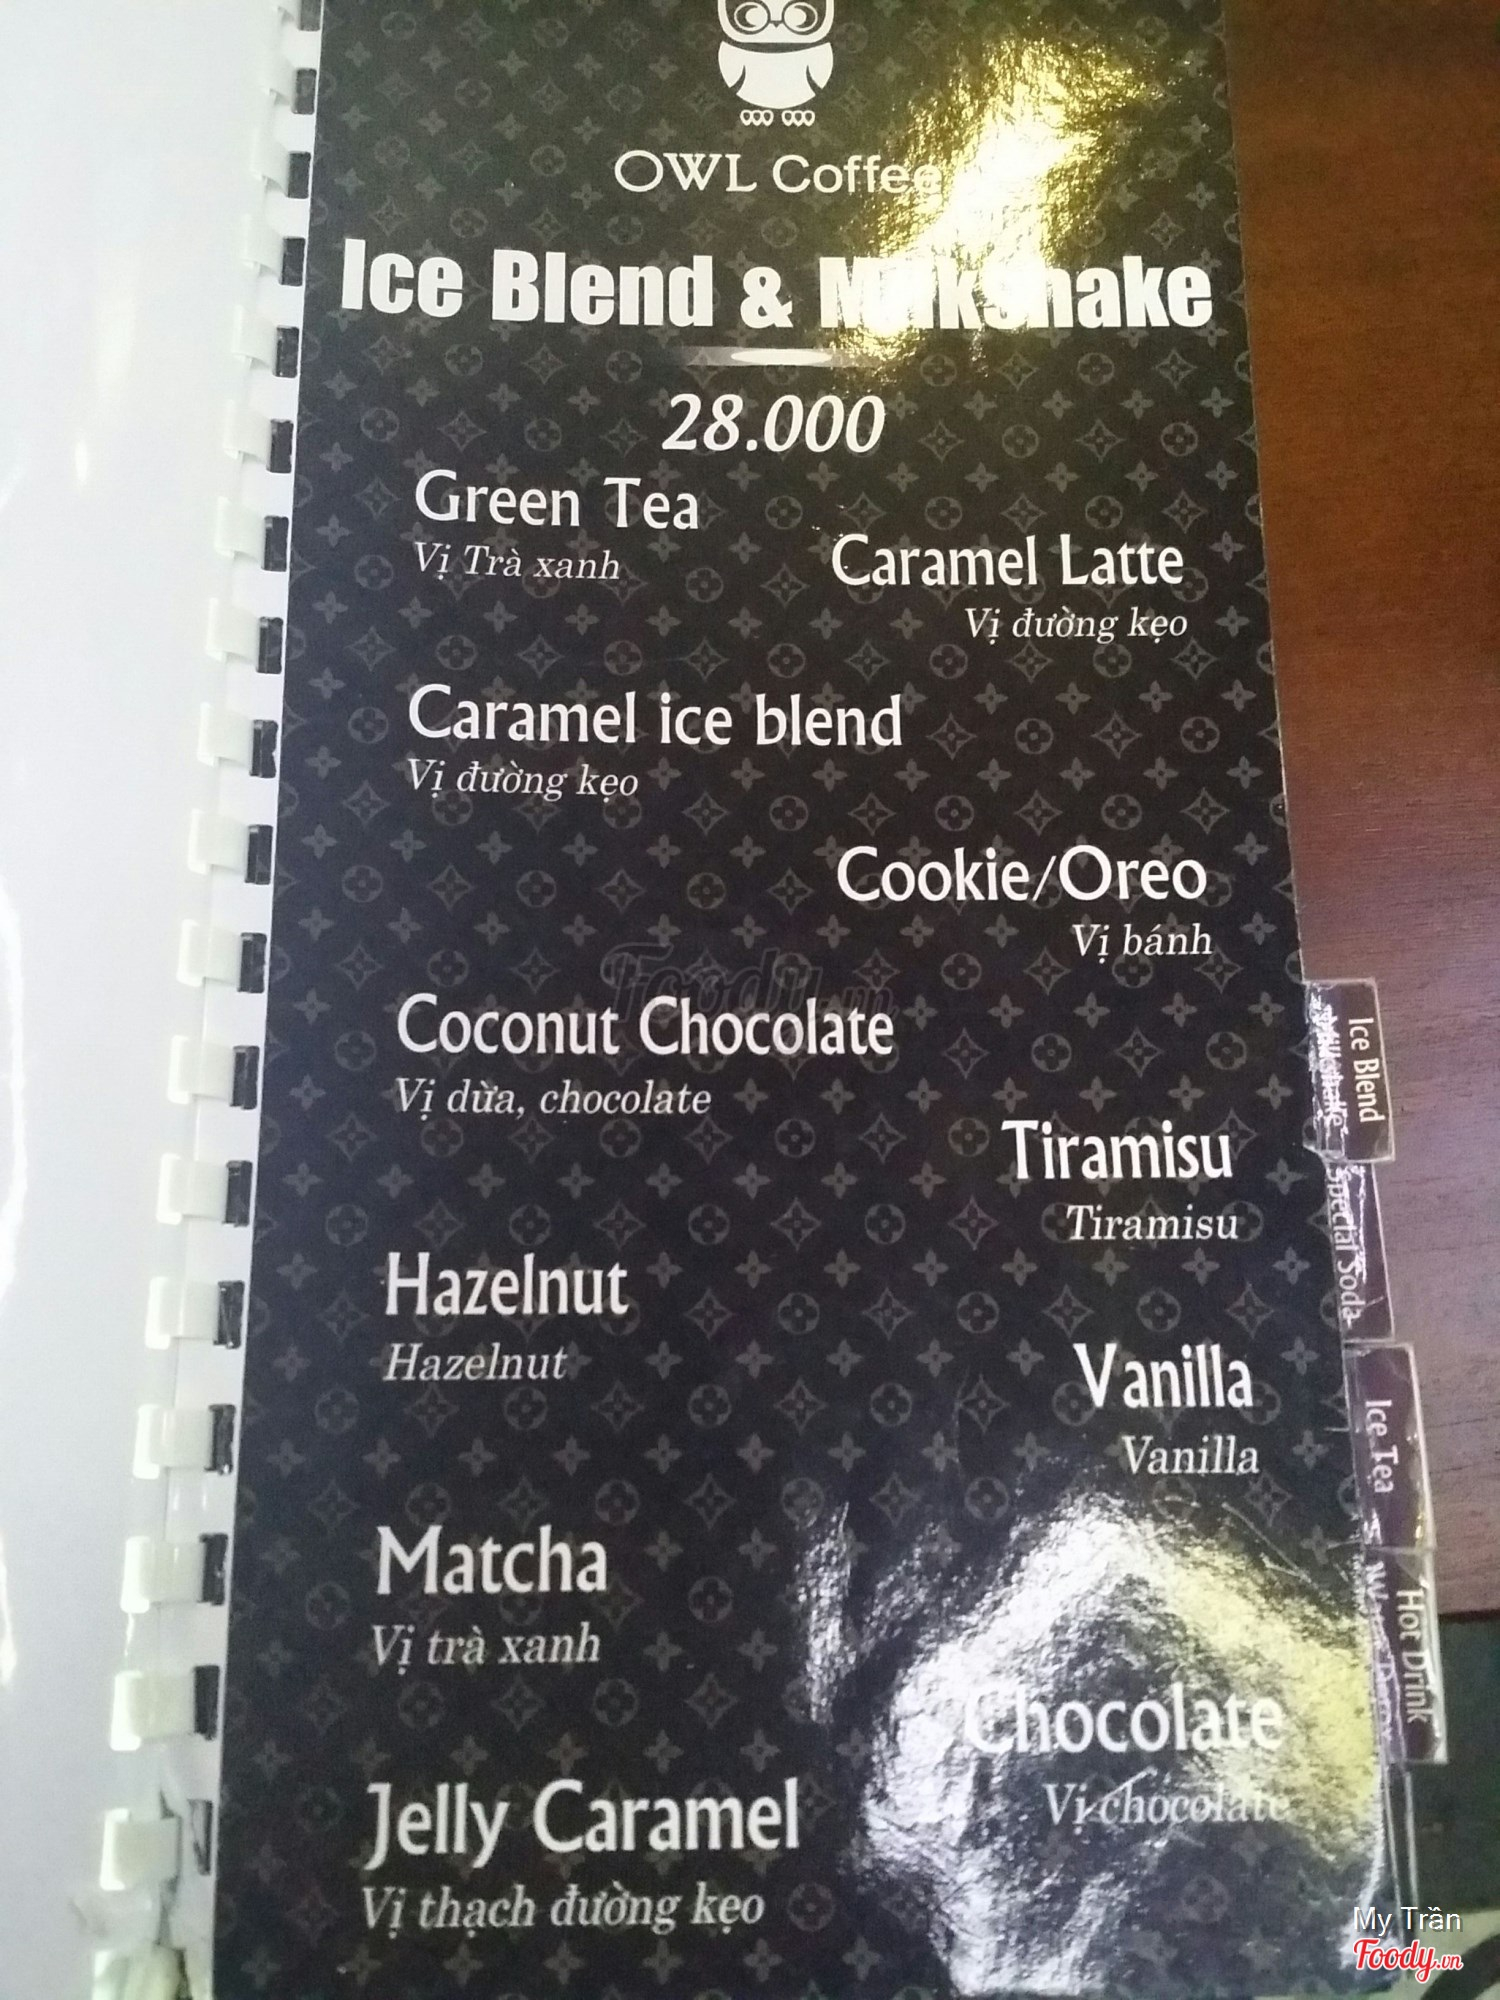 OWL Coffee
Ice Blend & Milkshake
28.000
Green Tea
Vị Trà xanh
Caramel Latte
Vị đường kẹo
Caramel ice blend
Vị đường kẹo
Cookie/Oreo
Vị bánh
Coconut Chocolate
Vị dừa, chocolate
Tiramisu
Tiramisu
Hazelnut
Hazelnut
Vanilla
Vanilla
Matcha
Vị trà xanh
Chocolate
Vị chocolate
Jelly Caramel
Vị thạch đường kẹo
Ice Blend
Milkshake
Special Soda
Ice Tea
Hot Drink
Foody.vn
My Trần
Foody.vn